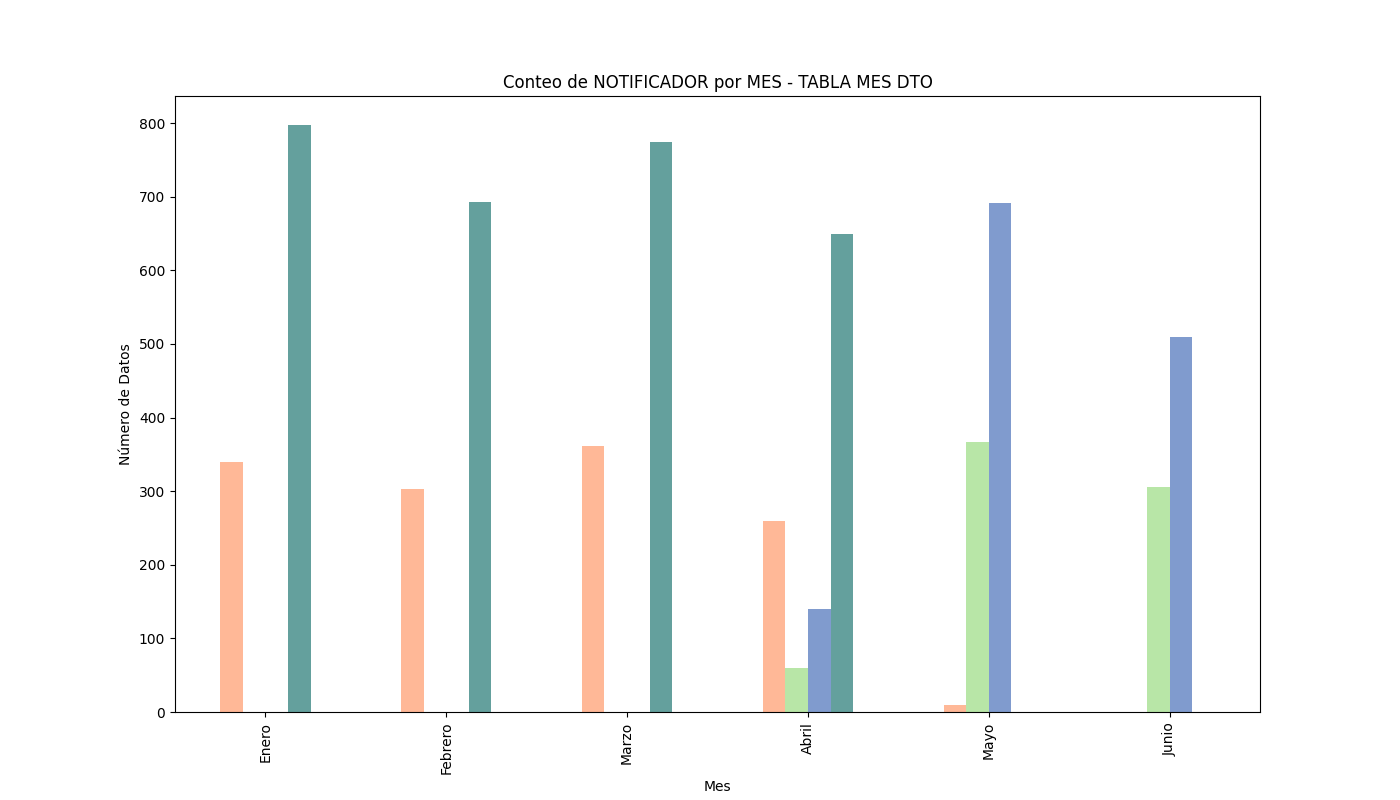 Conteo de NOTIFICADOR por MES - TABLA MES DTO
Número de Datos
800
700
600
500
400
300
200
100
0
Enero
Febrero
Marzo
Abril
Mayo
Junio
Mes